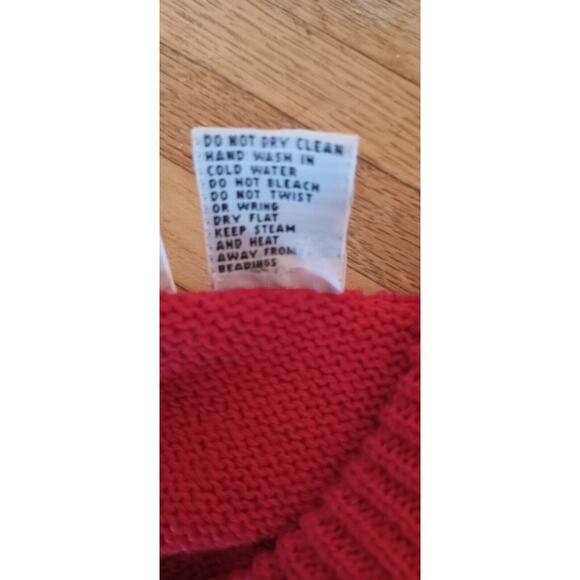 DO NOT DRY CLEAN
HAND WASH IN
COLD WATER
DO NOT BLEACH
DO NOT TWIST
OR WRING
DRY FLAT
KEEP STEAM
AND HEAT
AWAY FROM
BEADINGS